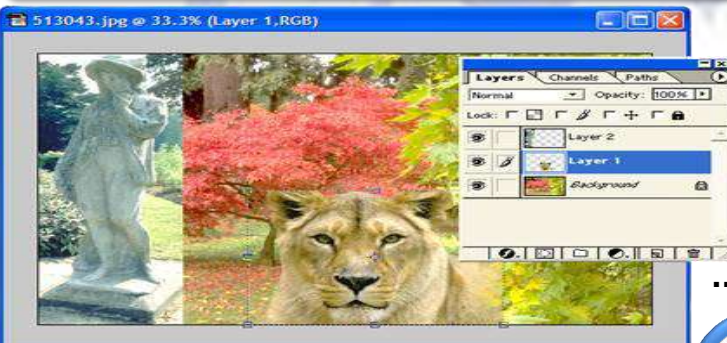 513043.jpg @ 33.3% (Layer 1,RGB)
Layers Channels Paths
Normal Opacity: 100%
Lock:
Layer 2
Layer 1
Background